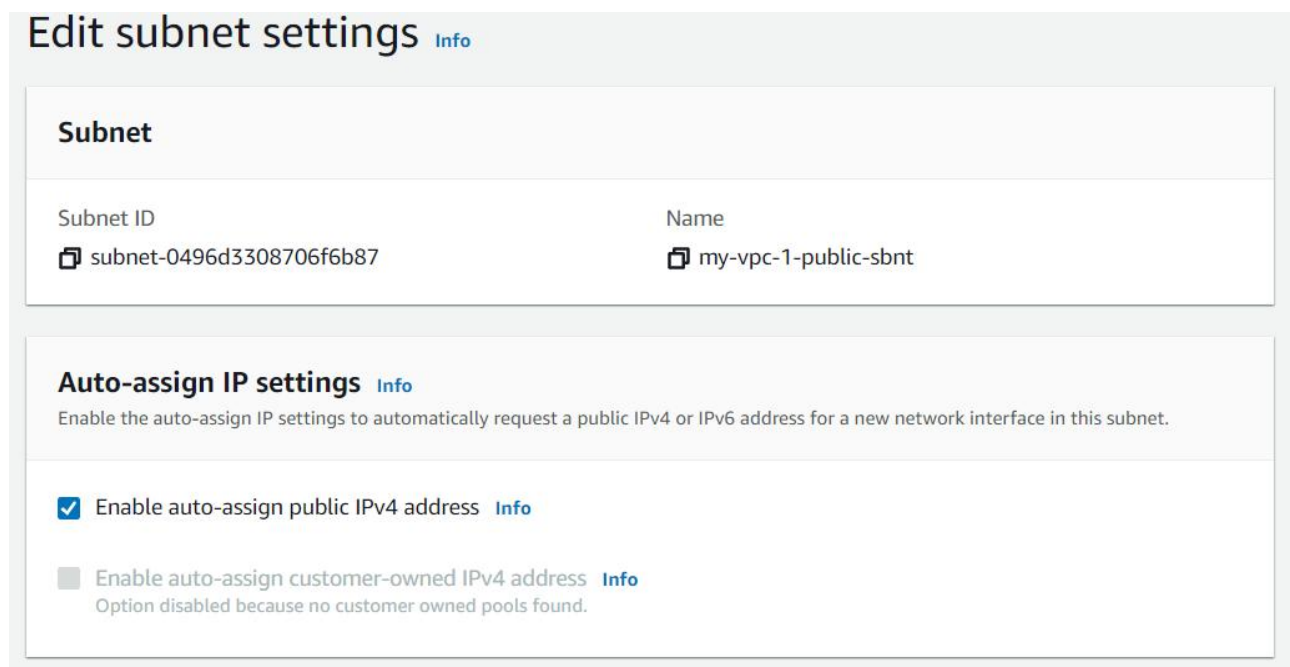 Edit subnet settings Info
Subnet
Subnet ID
Name
subnet-0496d3308706f6b87
my-vpc-1-public-sbnt
Auto-assign IP settings Info
Enable the auto-assign IP settings to automatically request a public IPv4 or IPv6 address for a new network interface in this subnet.
Enable auto-assign public IPv4 address Info
Enable auto-assign customer-owned IPv4 address Info
Option disabled because no customer owned pools found.